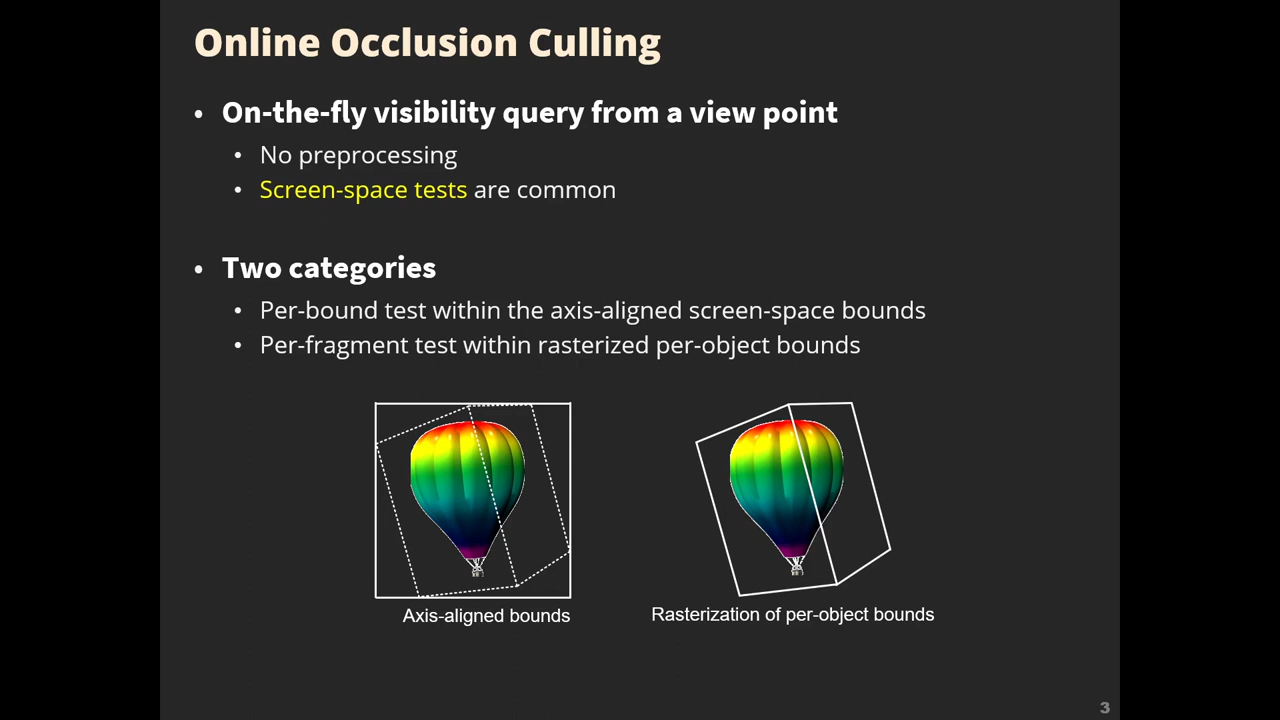 Online Occlusion Culling
• On-the-fly visibility query from a view point
• No preprocessing
• Screen-space tests are common
• Two categories
• Per-bound test within the axis-aligned screen-space bounds
• Per-fragment test within rasterized per-object bounds
Axis-aligned bounds
Rasterization of per-object bounds
3